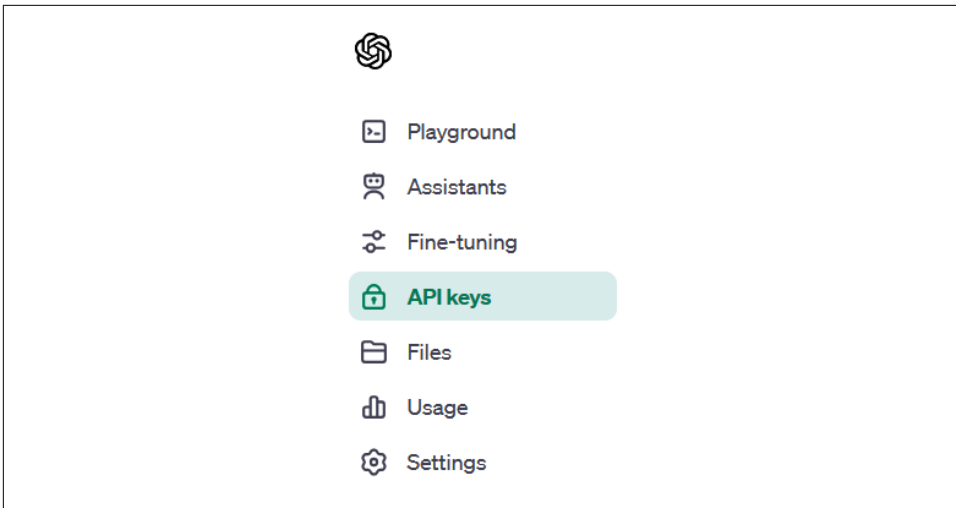 Playground
Assistants
Fine-tuning
API keys
Files
Usage
Settings